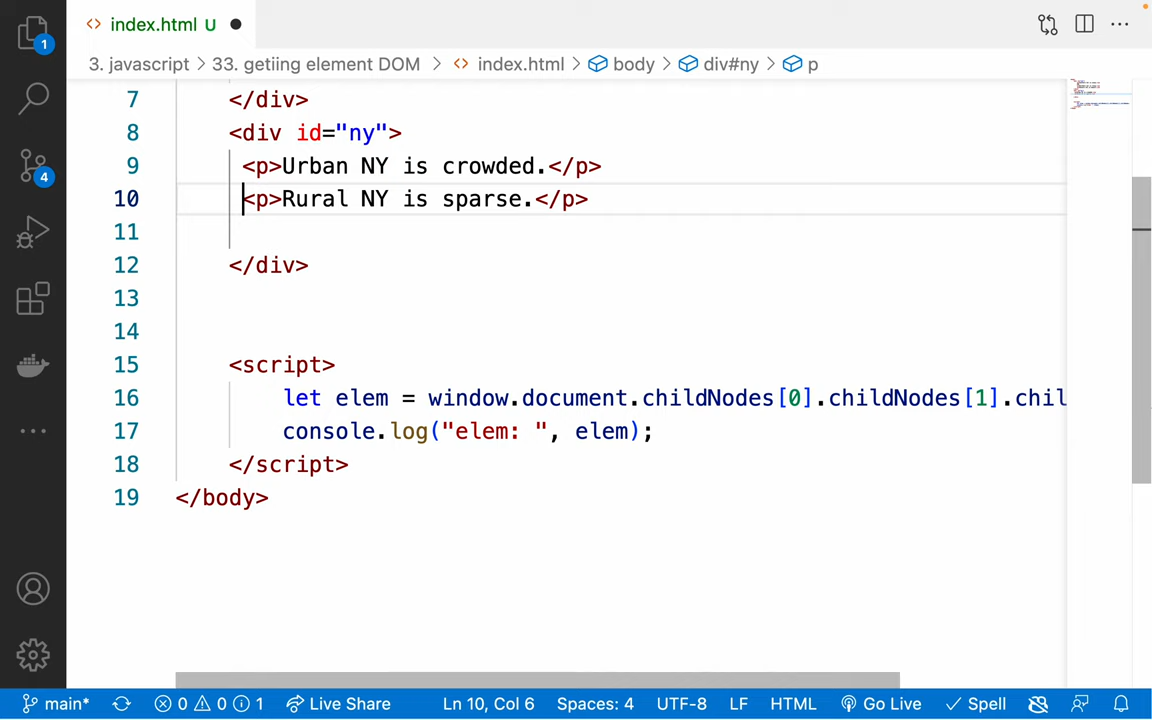 index.html U
3. javascript > 33. getiing element DOM > index.html > body > div#ny > p
1
4
7 </div>
8 <div id="ny">
9 <p>Urban NY is crowded.</p>
10 <p>Rural NY is sparse.</p>
11
12 </div>
13
14
15 <script>
16 let elem = window.document.childNodes[0].childNodes[1].chil
17 console.log("elem: ", elem);
18 </script>
19 </body>
main* 0 0 1 Live Share Ln 10, Col 6 Spaces: 4 UTF-8 LF HTML Go Live Spell